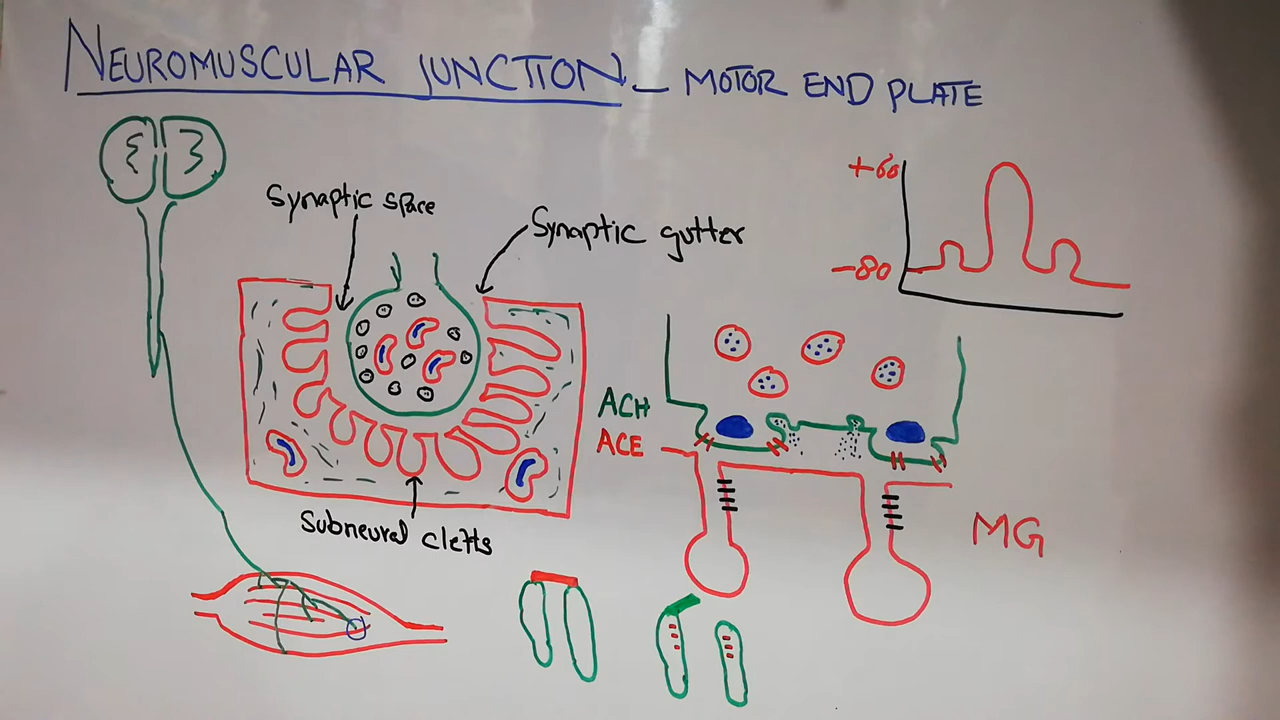 NEUROMUSCULAR JUNCTION - MOTOR END PLATE
Synaptic space
Synaptic gutter
+60
-80
ACH
ACE
Subneural clefts
MG